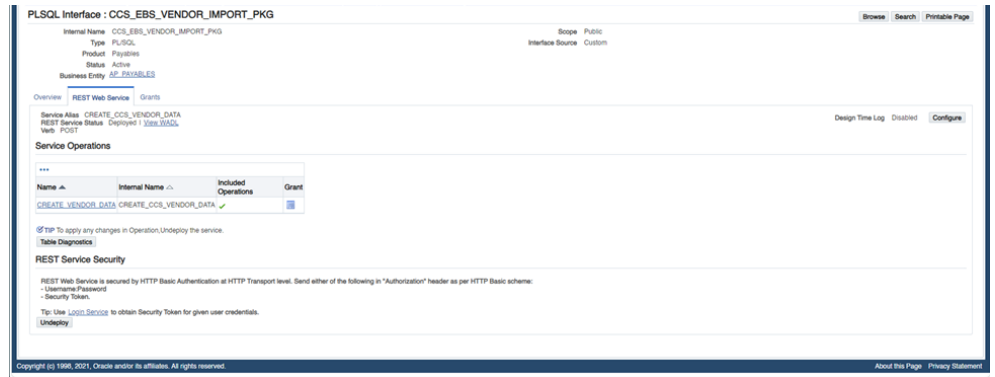 PLSQL Interface : CCS_EBS_VENDOR_IMPORT_PKG
Browse Search Printable Page
Internal Name CCS_EBS_VENDOR_IMPORT_PKG
Type PL/SQL
Product Payables
Status Active
Business Entity AP_PAYABLES
Scope Public
Interface Source Custom
Overview REST Web Service Grants
Service Alias CREATE_CCS_VENDOR_DATA
REST Service Status Deployed | View WADL
Verb POST
Design Time Log Disabled Configure
Service Operations
Name Internal Name Included Operations Grant
CREATE_VENDOR_DATA CREATE_CCS_VENDOR_DATA
TIP To apply any changes in Operation,Undeploy the service.
Table Diagnostics
REST Service Security
REST Web Service is secured by HTTP Basic Authentication at HTTP Transport level. Send either of the following in "Authorization" header as per HTTP Basic scheme:
- Username:Password
- Security Token.
Tip: Use Login Service to obtain Security Token for given user credentials.
Undeploy
Copyright (c) 1998, 2021, Oracle and/or its affiliates. All rights reserved.
About this Page Privacy Statement